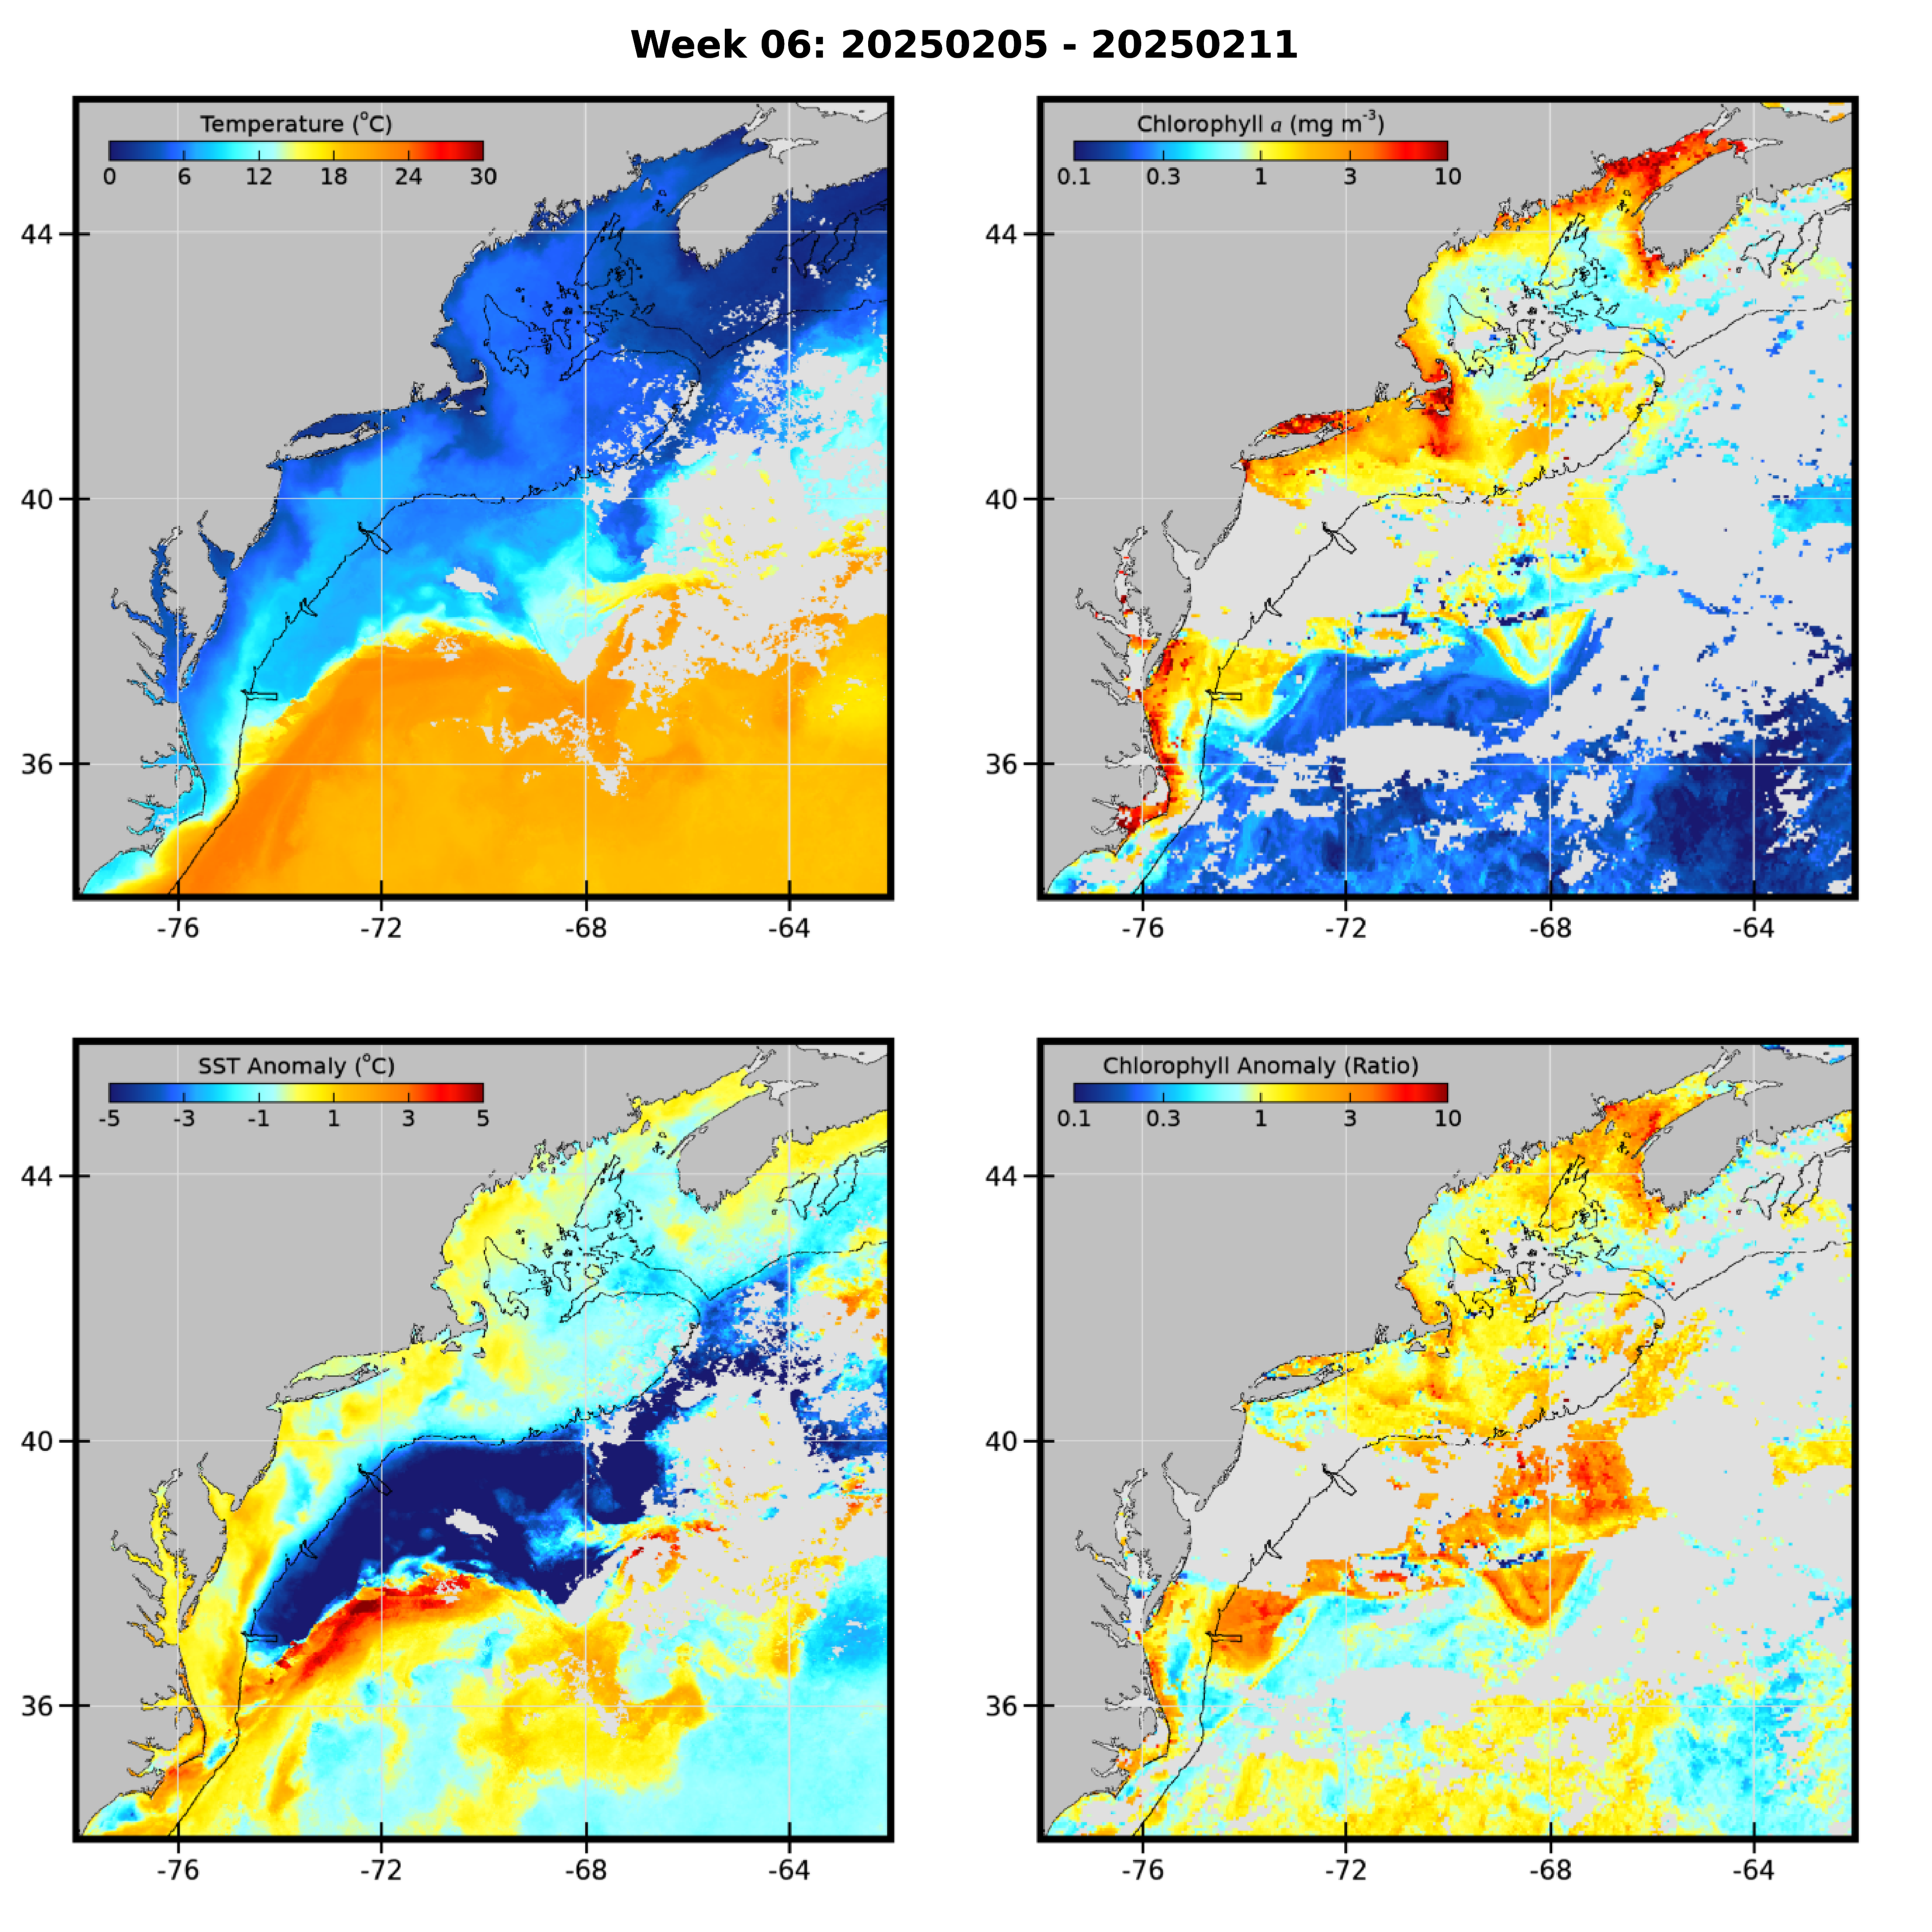 Week 06: 20250205 - 20250211
Temperature (°C)
0 6 12 18 24 30
44
40
36
-76 -72 -68 -64
Chlorophyll a (mg m⁻³)
0.1 0.3 1 3 10
44
40
36
-76 -72 -68 -64
SST Anomaly (°C)
-5 -3 -1 1 3 5
44
40
36
-76 -72 -68 -64
Chlorophyll Anomaly (Ratio)
0.1 0.3 1 3 10
44
40
36
-76 -72 -68 -64